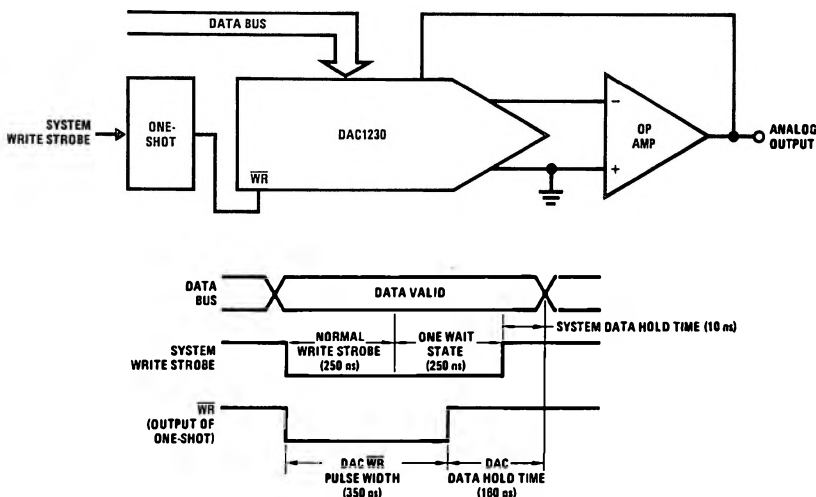 DATA BUS
SYSTEM
WRITE STROBE
ONE-
SHOT
DAC1230
WR
OP
AMP
−
+
ANALOG
OUTPUT
DATA
BUS
DATA VALID
SYSTEM DATA HOLD TIME (10 ns)
SYSTEM
WRITE STROBE
NORMAL
WRITE STROBE
(250 ns)
ONE WAIT
STATE
(250 ns)
WR
(OUTPUT OF
ONE-SHOT)
DAC WR
PULSE WIDTH
(350 ns)
DAC
DATA HOLD TIME
(160 ns)